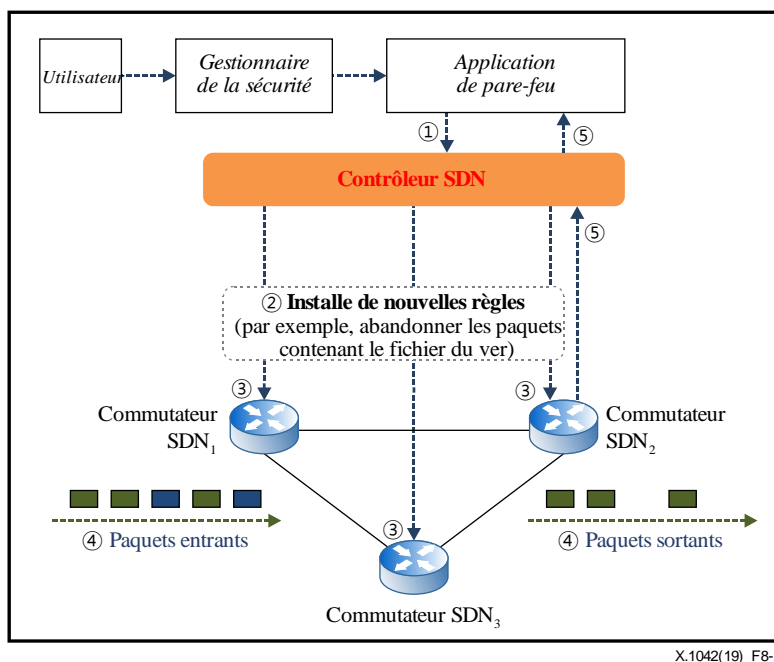 Utilisateur
Gestionnaire
de la sécurité
Application
de pare-feu
①
⑤
Contrôleur SDN
⑤
② Installe de nouvelles règles
(par exemple, abandonner les paquets
contenant le fichier du ver)
③
③
Commutateur
SDN1
Commutateur
SDN2
③
④ Paquets entrants
④ Paquets sortants
Commutateur SDN3
X.1042(19)_F8-